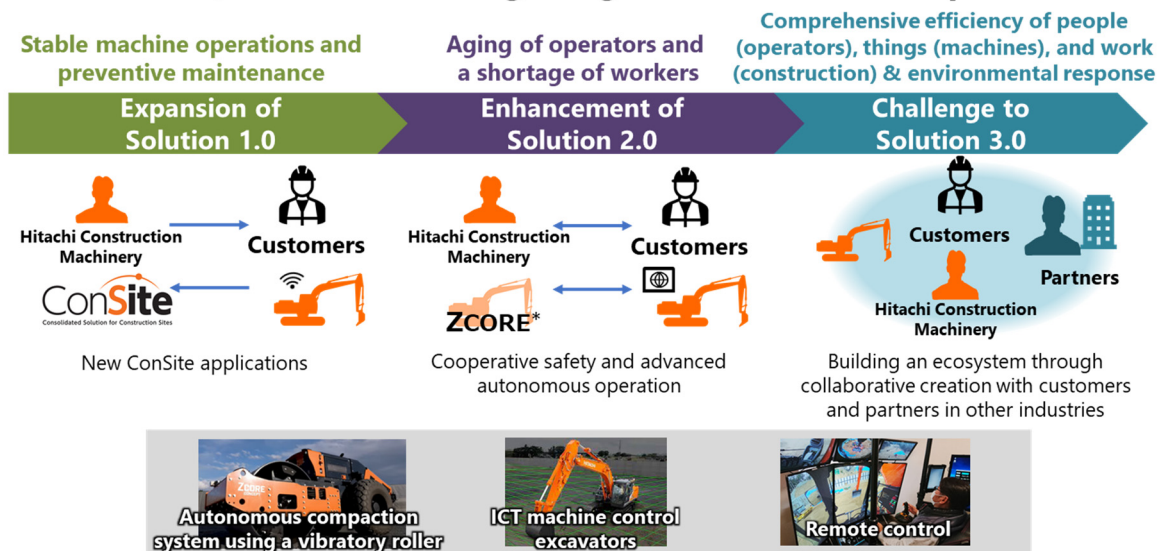 Stable machine operations and
preventive maintenance
Aging of operators and
a shortage of workers
Comprehensive efficiency of people
(operators), things (machines), and work
(construction) & environmental response
Expansion of
Solution 1.0
Enhancement of
Solution 2.0
Challenge to
Solution 3.0
Hitachi Construction
Machinery
Customers
ConSite
Consolidated Solution for Construction Sites
New ConSite applications
Hitachi Construction
Machinery
Customers
ZCORE*
Cooperative safety and advanced
autonomous operation
Customers
Partners
Hitachi Construction
Machinery
Building an ecosystem through
collaborative creation with customers
and partners in other industries
ZCORE
CONCEPT
Autonomous compaction
system using a vibratory roller
ICT machine control
excavators
Remote control